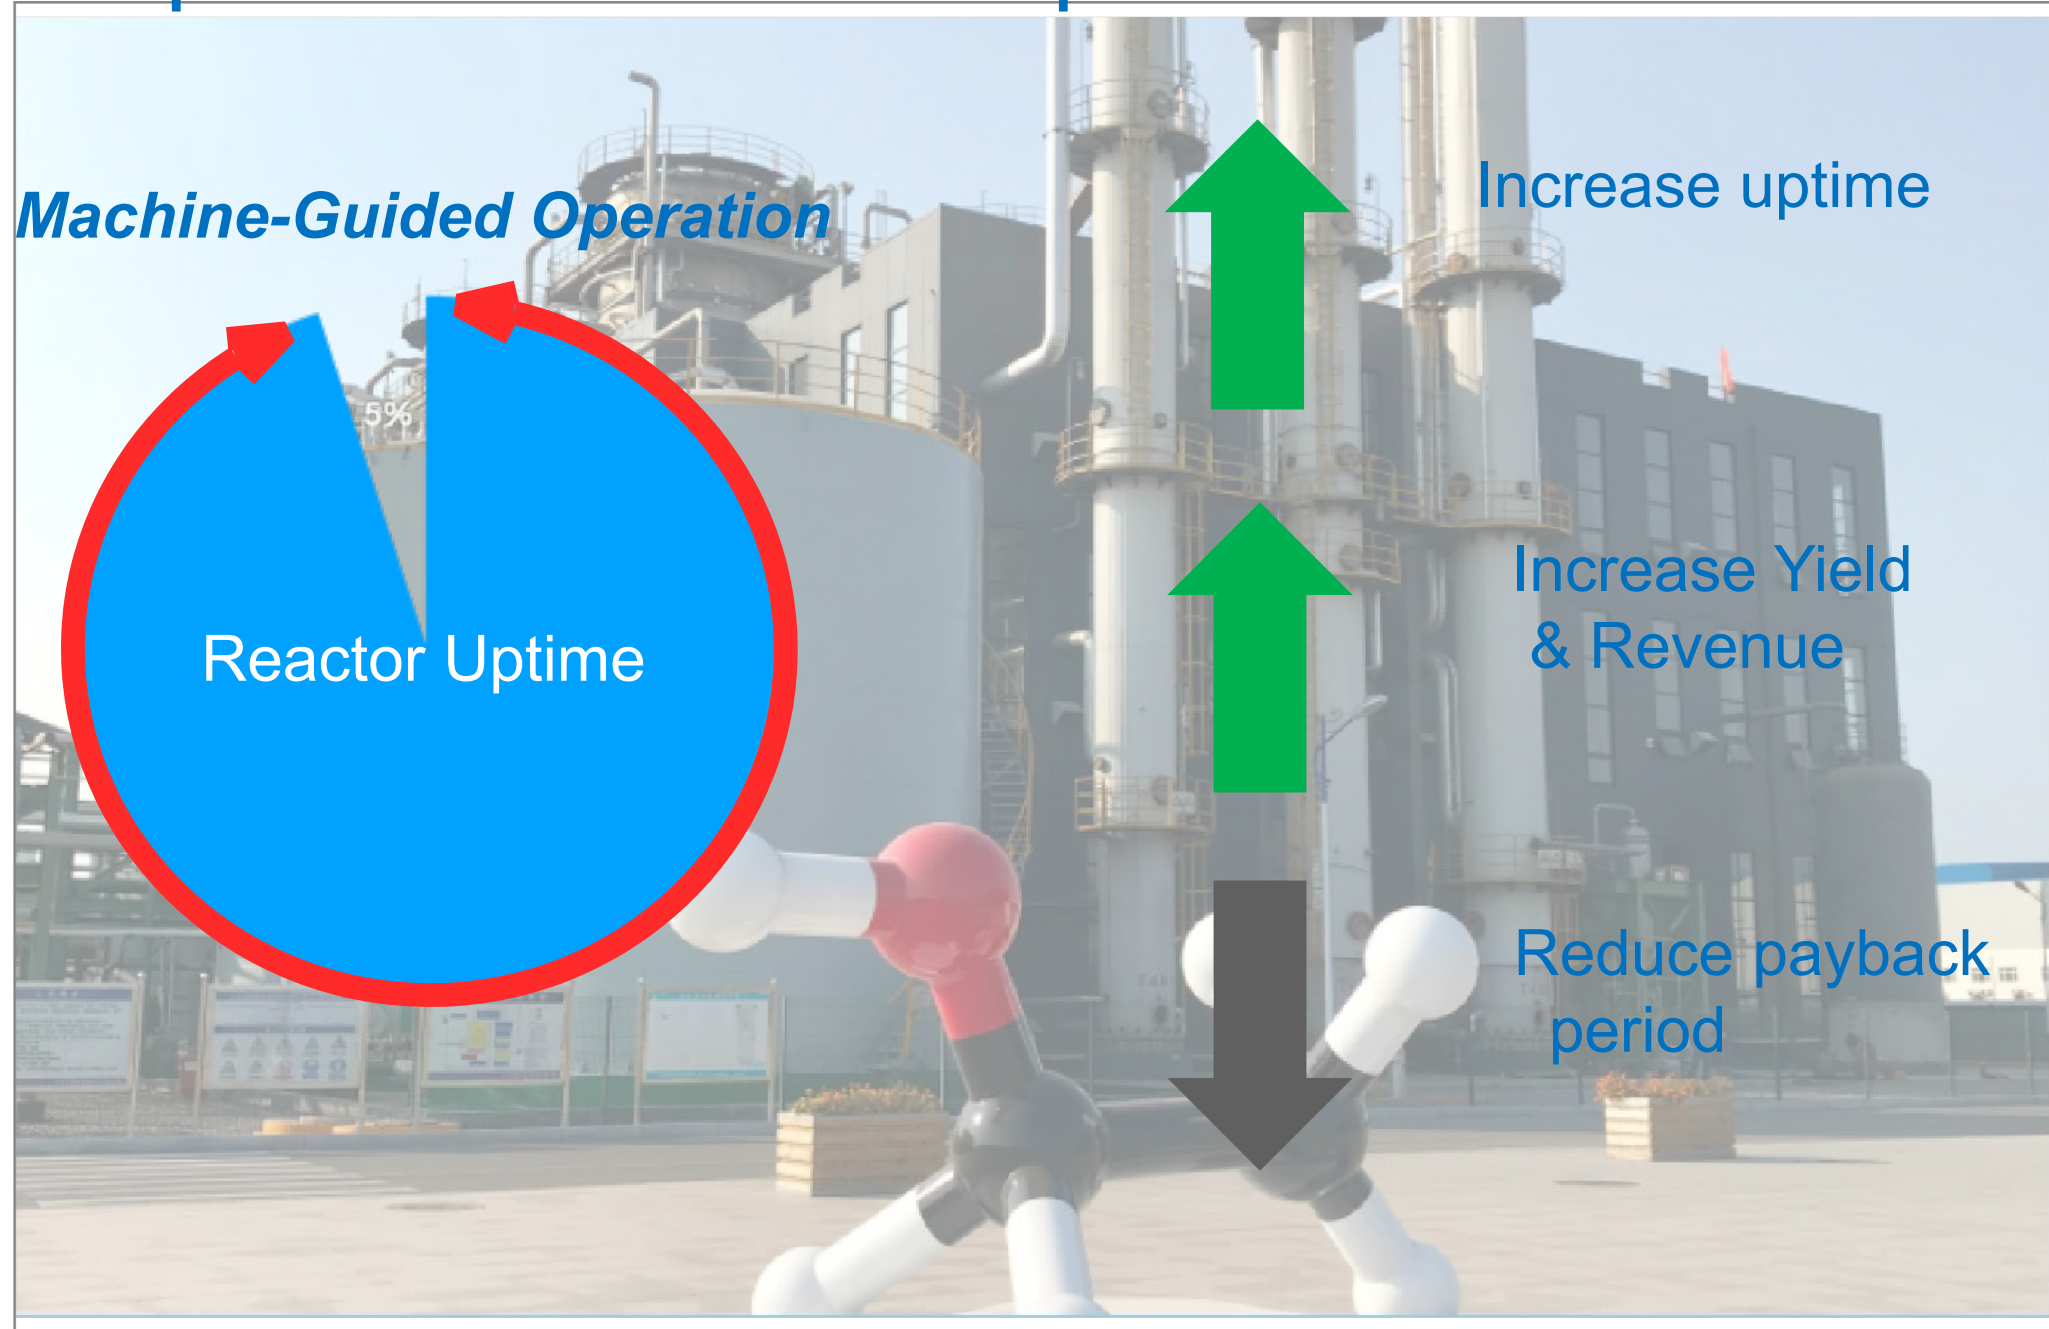 Machine-Guided Operation
5%
Reactor Uptime
Increase uptime
Increase Yield
& Revenue
Reduce payback
period